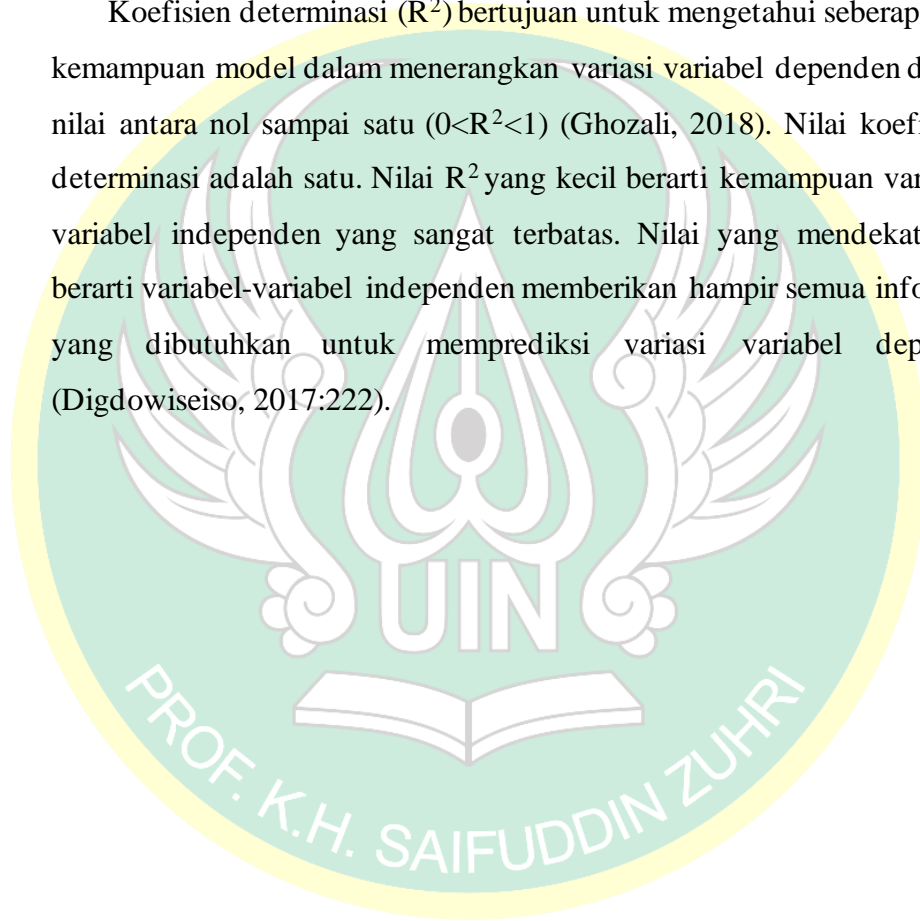 Koefisien determinasi (R²) bertujuan untuk mengetahui seberap
kemampuan model dalam menerangkan variasi variabel dependen d
nilai antara nol sampai satu (0<R²<1) (Ghozali, 2018). Nilai koef
determinasi adalah satu. Nilai R² yang kecil berarti kemampuan var
variabel independen yang sangat terbatas. Nilai yang mendekat
berarti variabel-variabel independen memberikan hampir semua info
yang dibutuhkan untuk memprediksi variasi variabel dep
(Digdowiseiso, 2017:222).
UIN
PROF. K.H. SAIFUDDIN ZUHRI